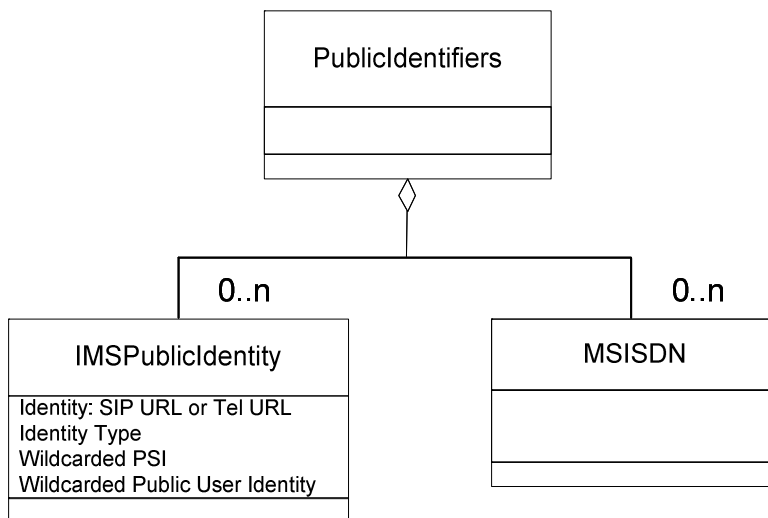 PublicIdentifiers
0..n
0..n
IMSPublicIdentity
MSISDN
Identity: SIP URL or Tel URL
Identity Type
Wildcarded PSI
Wildcarded Public User Identity